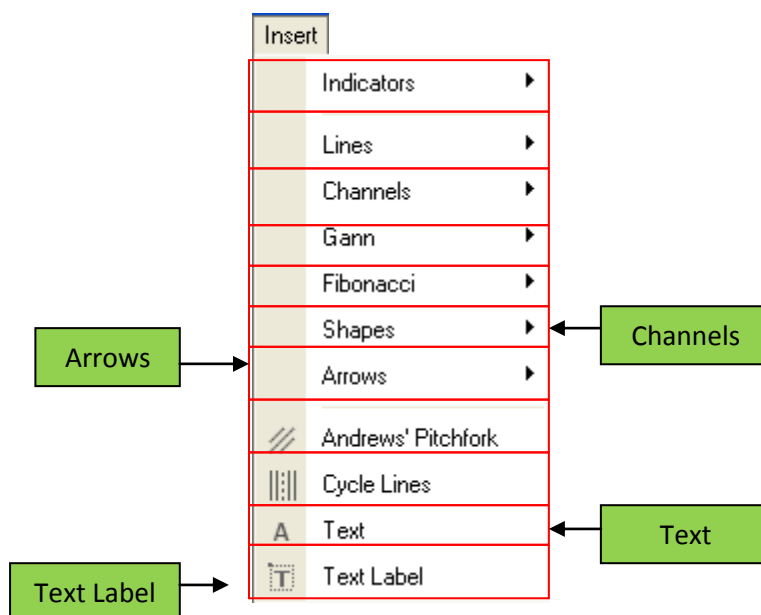 Insert
Indicators
Lines
Channels
Gann
Fibonacci
Shapes
Channels
Arrows
Arrows
Andrews' Pitchfork
Cycle Lines
A
Text
Text
T
Text Label
Text Label